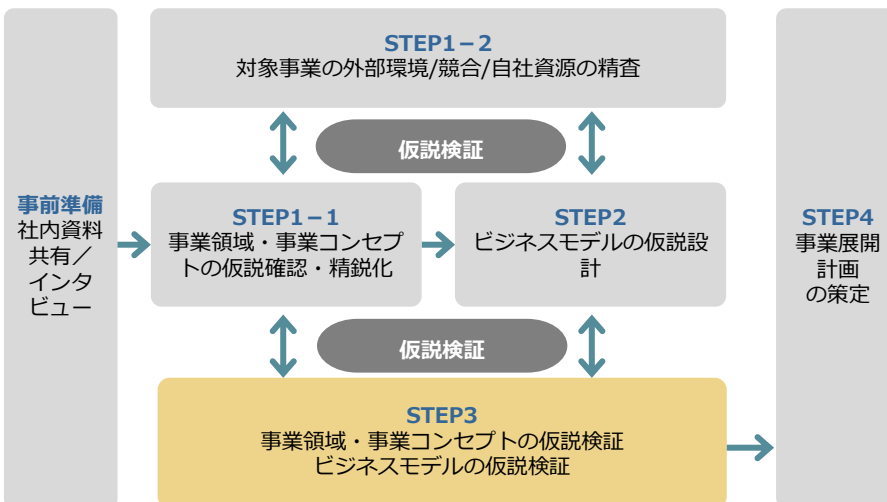 STEP1－2
対象事業の外部環境/競合/自社資源の精査
仮説検証
事前準備
社内資料
共有／
インタ
ビュー
STEP1－1
事業領域・事業コンセプ
トの仮説確認・精鋭化
STEP2
ビジネスモデルの仮説設
計
仮説検証
STEP3
事業領域・事業コンセプトの仮説検証
ビジネスモデルの仮説検証
STEP4
事業展開
計画
の策定